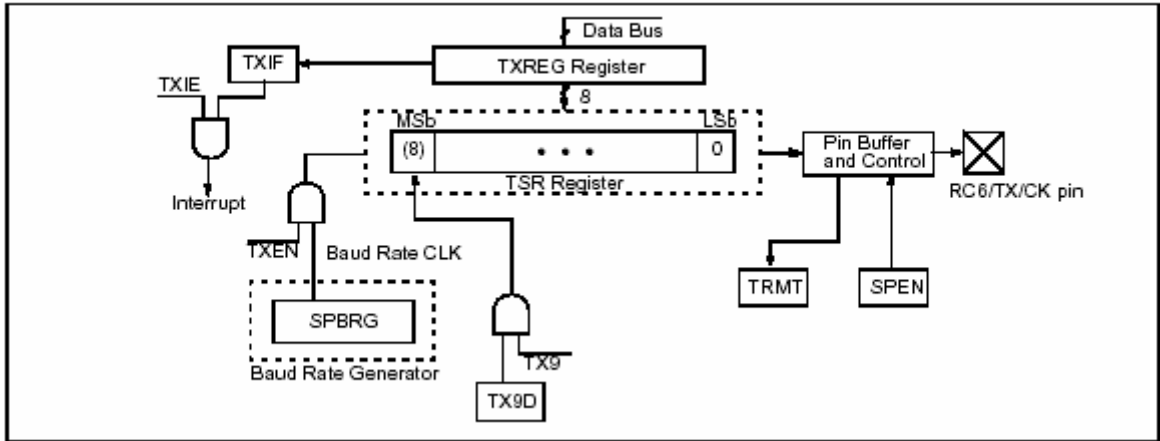 Data Bus
TXIF
TXREG Register
TXIE
8
MSb
LSb
(8)
• • •
0
Pin Buffer
and Control
TSR Register
Interrupt
RC6/TX/CK pin
TXEN
Baud Rate CLK
TRMT
SPEN
SPBRG
TX9
Baud Rate Generator
TX9D